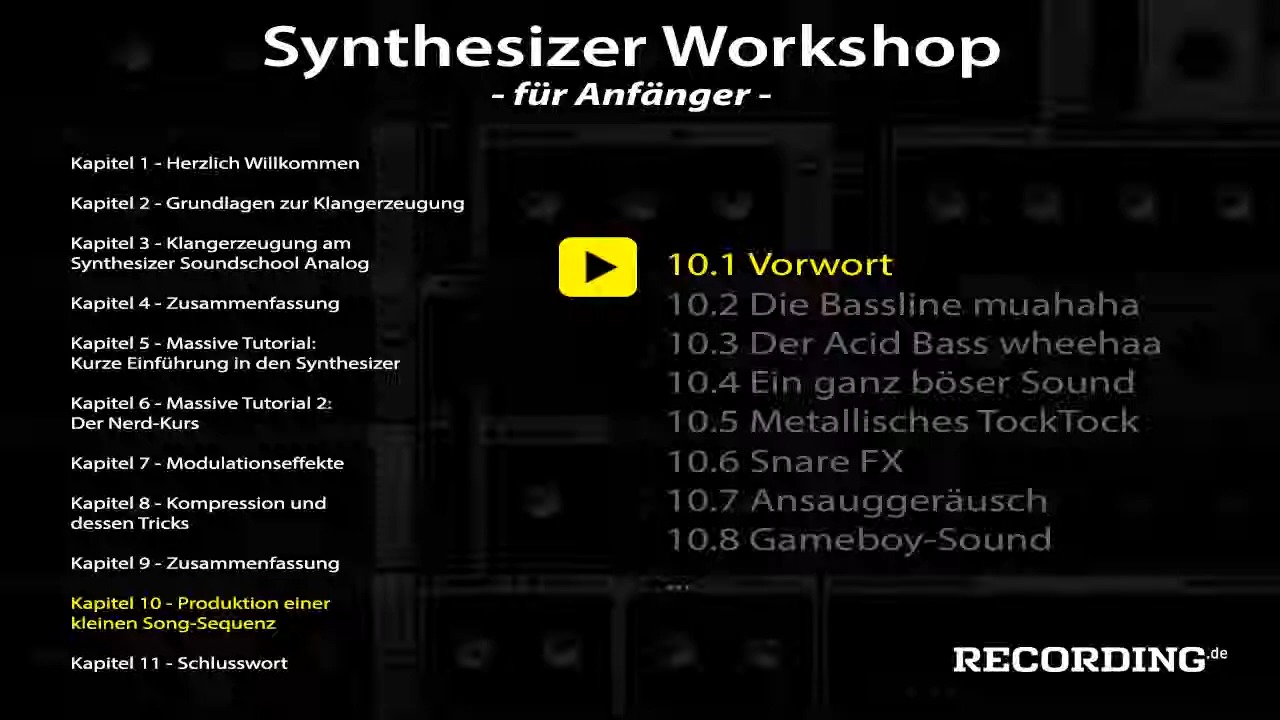 Synthesizer Workshop
- für Anfänger -
Kapitel 1 - Herzlich Willkommen
Kapitel 2 - Grundlagen zur Klangerzeugung
Kapitel 3 - Klangerzeugung am
Synthesizer Soundschool Analog
Kapitel 4 - Zusammenfassung
Kapitel 5 - Massive Tutorial:
Kurze Einführung in den Synthesizer
Kapitel 6 - Massive Tutorial 2:
Der Nerd-Kurs
Kapitel 7 - Modulationseffekte
Kapitel 8 - Kompression und
dessen Tricks
Kapitel 9 - Zusammenfassung
Kapitel 10 - Produktion einer
kleinen Song-Sequenz
Kapitel 11 - Schlusswort
10.1 Vorwort
10.2 Die Bassline muahaha
10.3 Der Acid Bass wheehaa
10.4 Ein ganz böser Sound
10.5 Metallisches TockTock
10.6 Snare FX
10.7 Ansauggeräusch
10.8 Gameboy-Sound
...
RECORDING.de